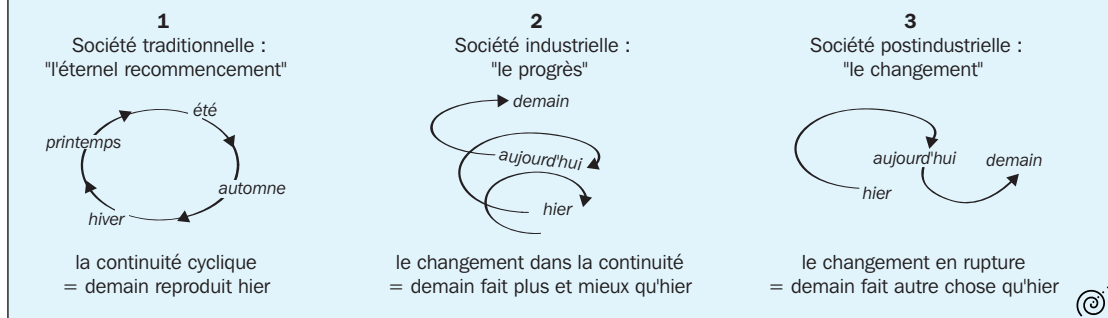 1
Société traditionnelle :
"l'éternel recommencement"
été
printemps
automne
hiver
la continuité cyclique
= demain reproduit hier
2
Société industrielle :
"le progrès"
demain
aujourd'hui
hier
le changement dans la continuité
= demain fait plus et mieux qu'hier
3
Société postindustrielle :
"le changement"
aujourd'hui
demain
hier
le changement en rupture
= demain fait autre chose qu'hier